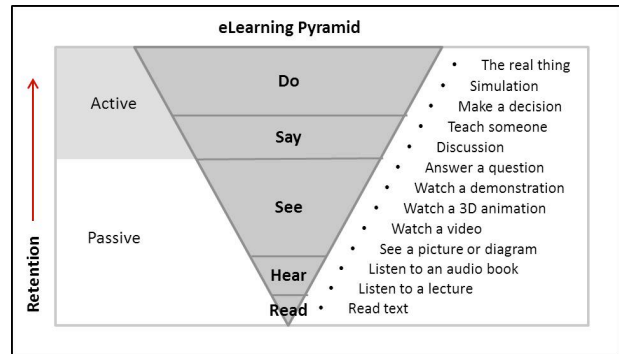 eLearning Pyramid
Retention
Active
Passive
Do
Say
See
Hear
Read
• The real thing
• Simulation
• Make a decision
• Teach someone
• Discussion
• Answer a question
• Watch a demonstration
• Watch a 3D animation
• Watch a video
• See a picture or diagram
• Listen to an audio book
• Listen to a lecture
• Read text